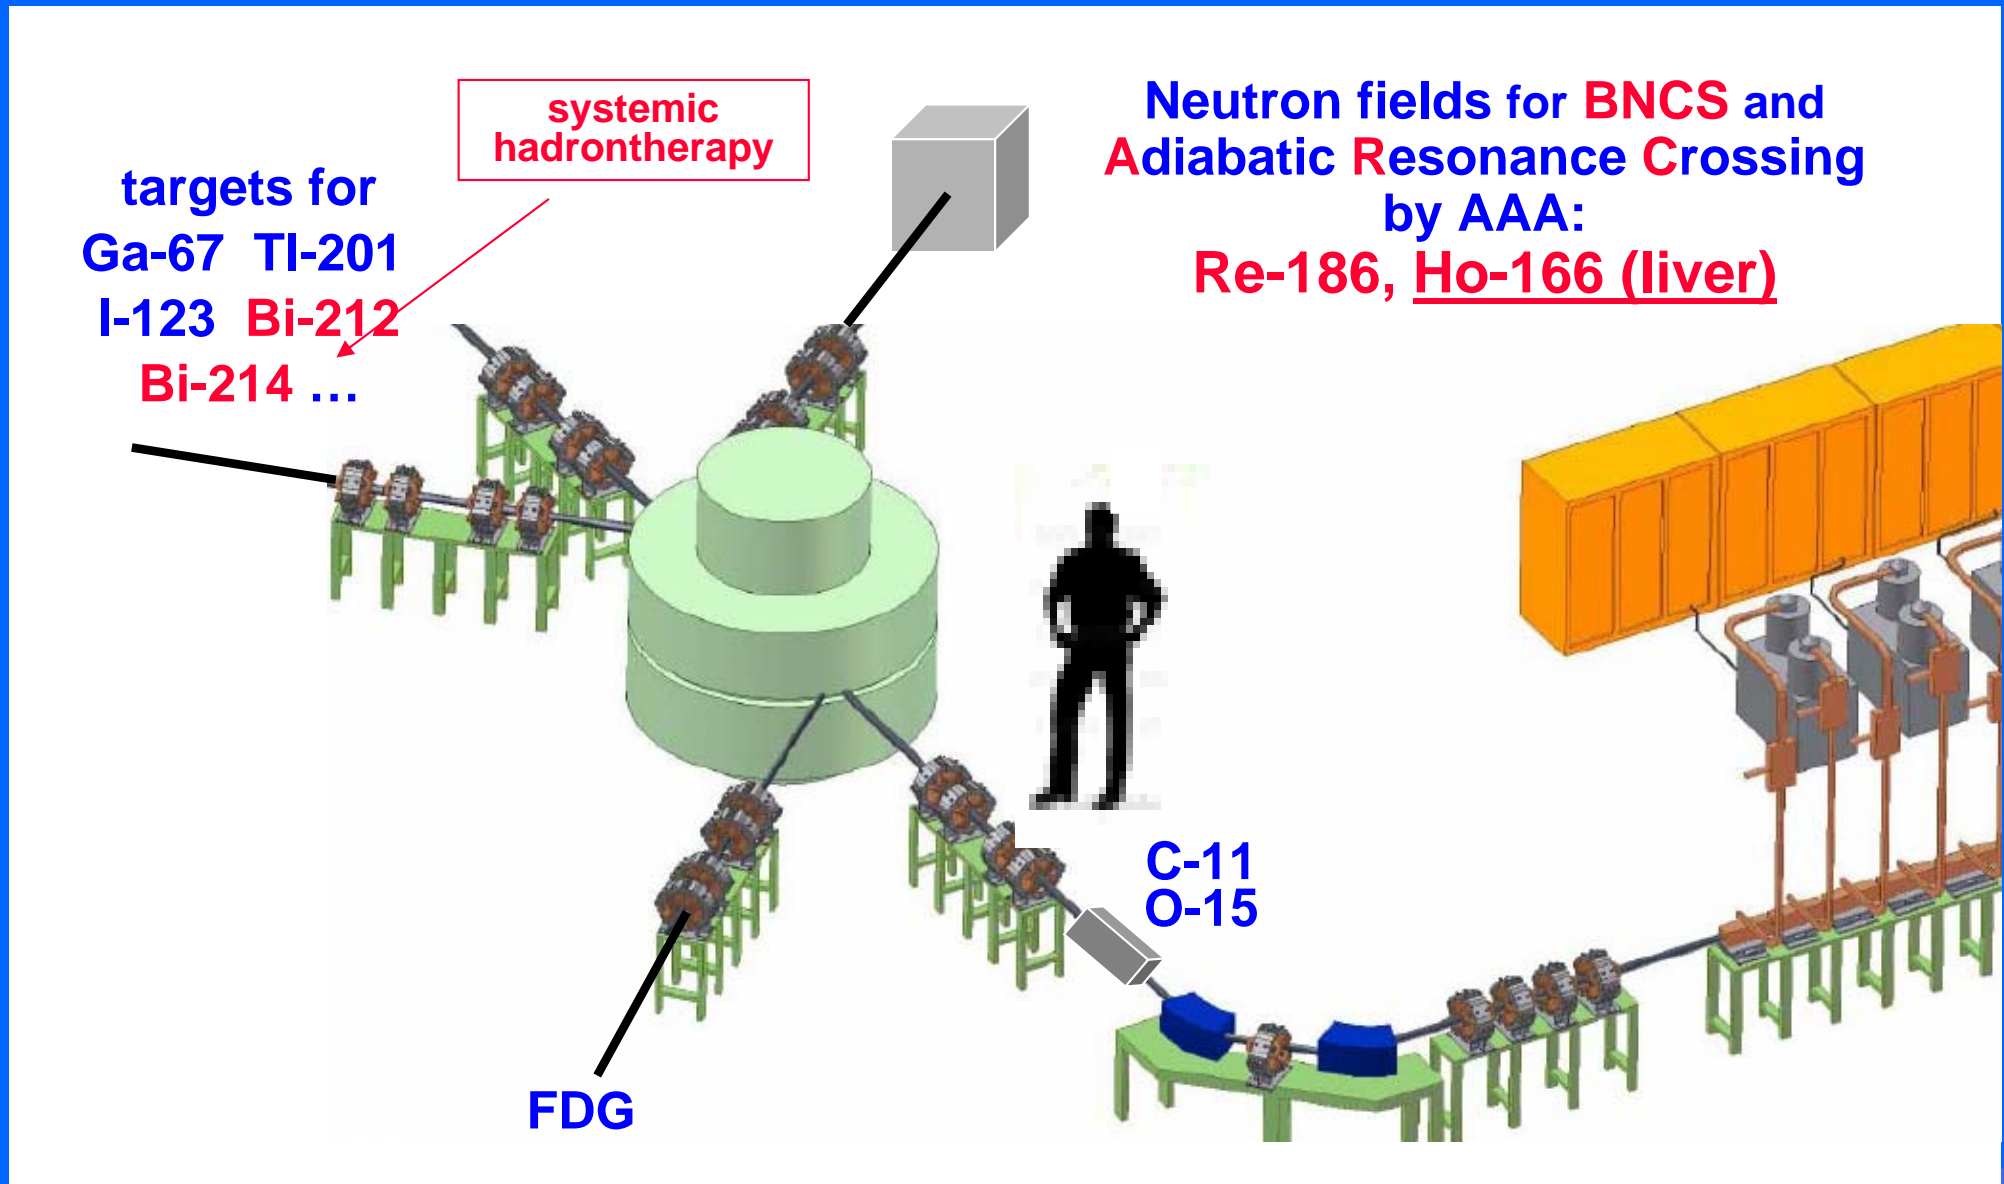 systemic
hadrontherapy
targets for
Ga-67 Tl-201
I-123 Bi-212
Bi-214 …
Neutron fields for BNCS and
Adiabatic Resonance Crossing
by AAA:
Re-186, Ho-166 (liver)
C-11
O-15
FDG